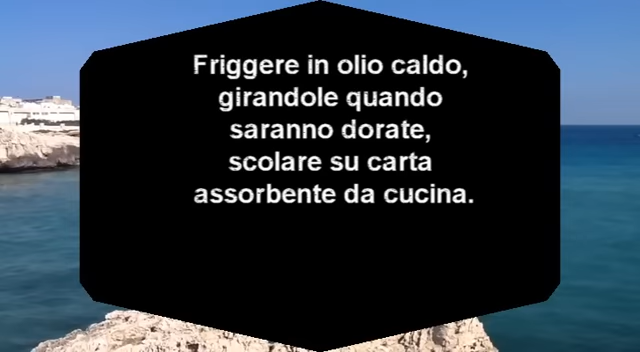 Friggere in olio caldo,
girandole quando
saranno dorate,
scolare su carta
assorbente da cucina.